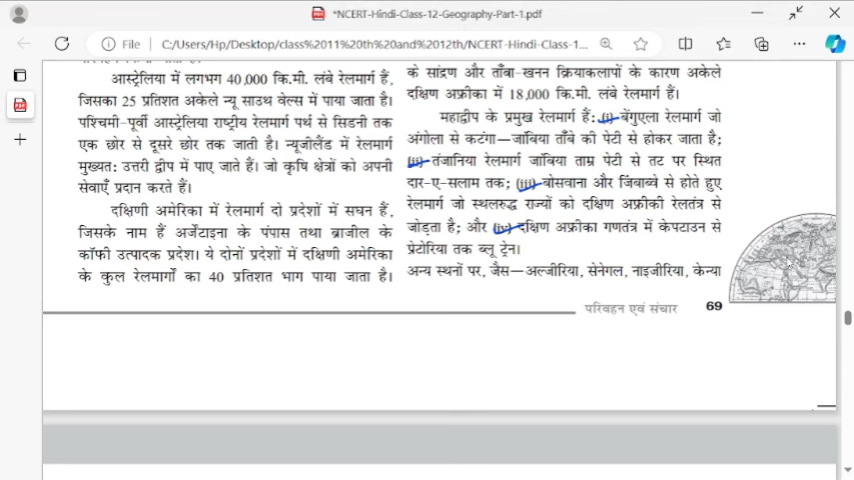 *NCERT-Hindi-Class-12-Geography-Part-1.pdf
File
C:/Users/Hp/Desktop/class%2011%20th%20and%2012th/NCERT-Hindi-Class-1...
आस्ट्रेलिया में लगभग 40,000 कि.मी. लंबे रेलमार्ग हैं,
जिसका 25 प्रतिशत अकेले न्यू साउथ वेल्स में पाया जाता है।
पश्चिमी-पूर्वी आस्ट्रेलिया राष्ट्रीय रेलमार्ग पर्थ से सिडनी तक
एक छोर से दूसरे छोर तक जाती है। न्यूजीलैंड में रेलमार्ग
मुख्यत: उत्तरी द्वीप में पाए जाते हैं। जो कृषि क्षेत्रों को अपनी
सेवाएँ प्रदान करते हैं।
दक्षिणी अमेरिका में रेलमार्ग दो प्रदेशों में सघन हैं,
जिसके नाम हैं अर्जेंटाइना के पंपास तथा ब्राजील के
कॉफी उत्पादक प्रदेश। ये दोनों प्रदेशों में दक्षिणी अमेरिका
के कुल रेलमार्गों का 40 प्रतिशत भाग पाया जाता है।
के सांद्रण और ताँबा-खनन क्रियाकलापों के कारण अकेले
दक्षिण अफ्रीका में 18,000 कि.मी. लंबे रेलमार्ग हैं।
महाद्वीप के प्रमुख रेलमार्ग हैं: (i) बेंगुएला रेलमार्ग जो
अंगोला से कटंगा—जांबिया ताँबे की पेटी से होकर जाता है;
(ii) तंजानिया रेलमार्ग जांबिया ताम्र पेटी से तट पर स्थित
दार-ए-सलाम तक; (iii) बोसवाना और जिंबाब्वे से होते हुए
रेलमार्ग जो स्थलरुद्ध राज्यों को दक्षिण अफ्रीकी रेलतंत्र से
जोड़ता है; और (iv) दक्षिण अफ्रीका गणतंत्र में केपटाउन से
प्रेटोरिया तक ब्लू ट्रेन।
अन्य स्थानों पर, जैस—अल्जीरिया, सेनेगल, नाइजीरिया, केन्या
परिवहन एवं संचार 69